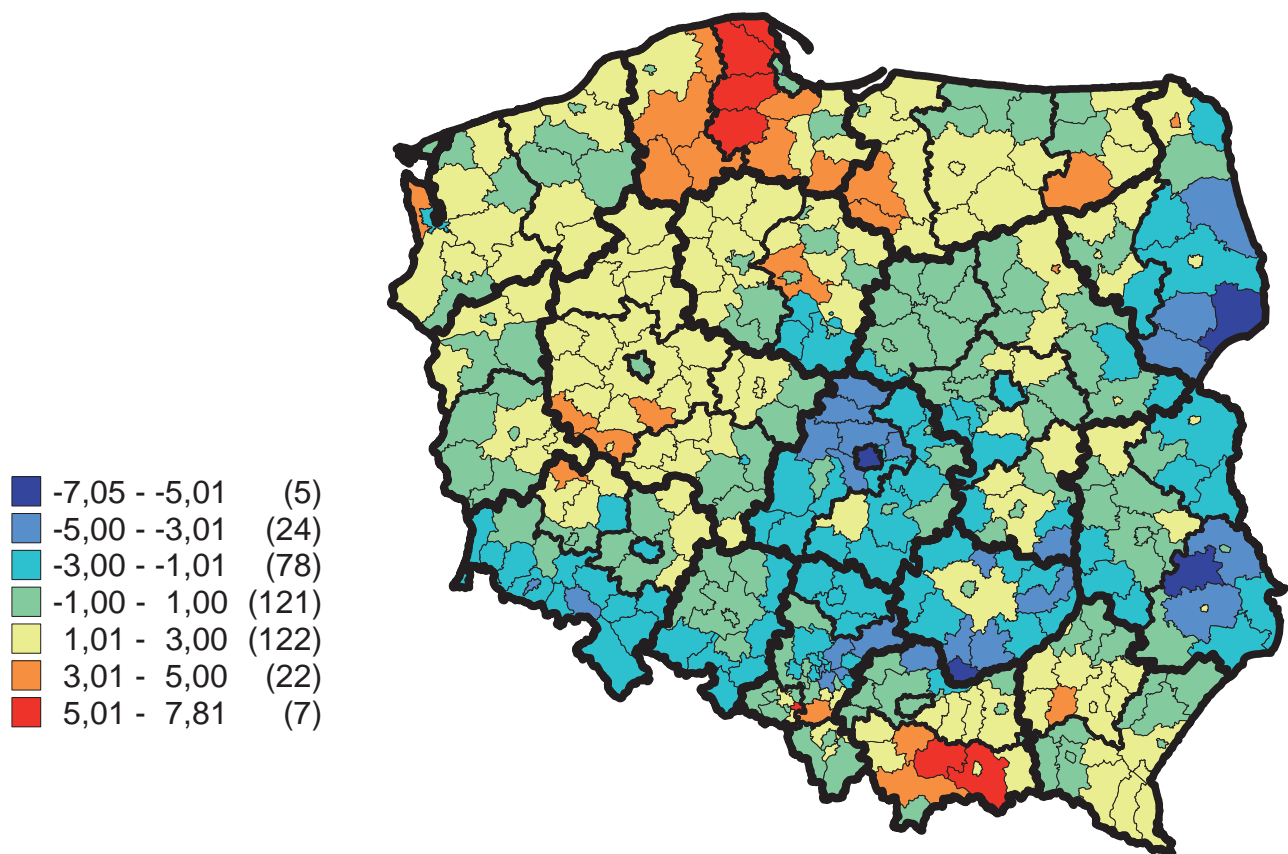 -7,05 - -5,01 (5)
-5,00 - -3,01 (24)
-3,00 - -1,01 (78)
-1,00 - 1,00 (121)
1,01 - 3,00 (122)
3,01 - 5,00 (22)
5,01 - 7,81 (7)